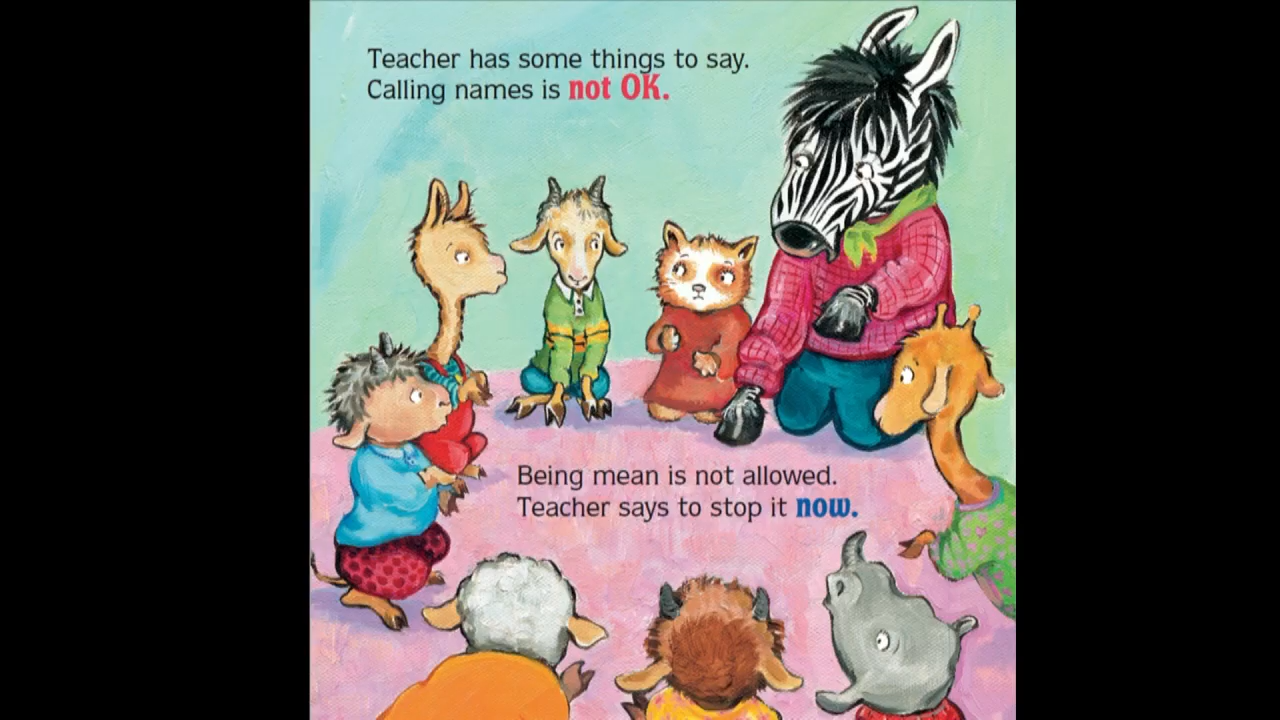 Teacher has some things to say.
Calling names is not OK.
Being mean is not allowed.
Teacher says to stop it now.